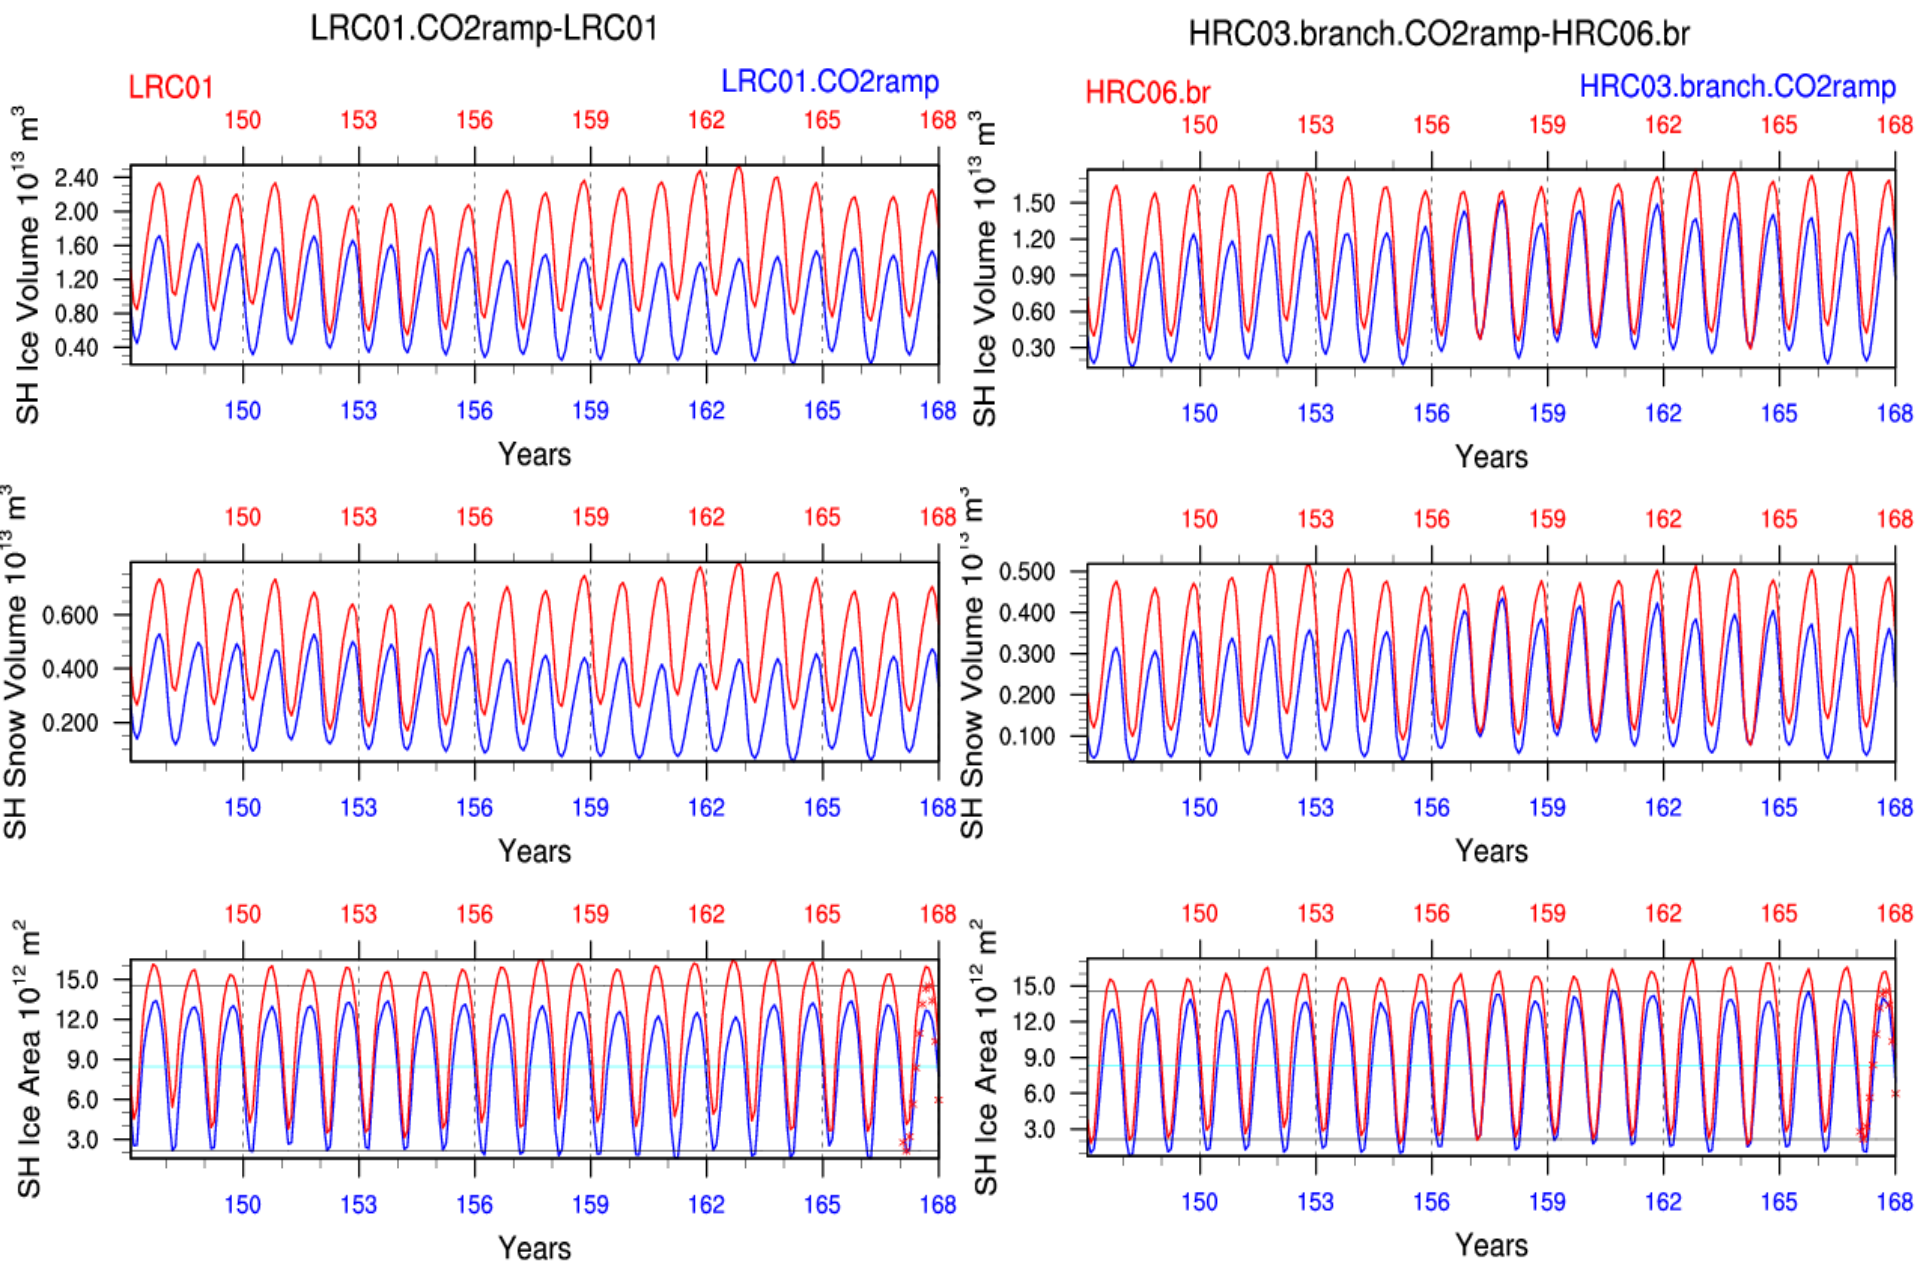 LRC01.CO2ramp-LRC01
LRC01 LRC01.CO2ramp
150 153 156 159 162 165 168
SH Ice Volume 10¹³ m³
2.40
2.00
1.60
1.20
0.80
0.40
150 153 156 159 162 165 168
Years
150 153 156 159 162 165 168
SH Snow Volume 10¹³ m³
0.600
0.400
0.200
150 153 156 159 162 165 168
Years
150 153 156 159 162 165 168
SH Ice Area 10¹² m²
15.0
12.0
9.0
6.0
3.0
150 153 156 159 162 165 168
Years
HRC03.branch.CO2ramp-HRC06.br
HRC06.br HRC03.branch.CO2ramp
150 153 156 159 162 165 168
SH Ice Volume 10¹³ m³
1.50
1.20
0.90
0.60
0.30
150 153 156 159 162 165 168
Years
150 153 156 159 162 165 168
SH Snow Volume 10¹³ m³
0.500
0.400
0.300
0.200
0.100
150 153 156 159 162 165 168
Years
150 153 156 159 162 165 168
SH Ice Area 10¹² m²
15.0
12.0
9.0
6.0
3.0
150 153 156 159 162 165 168
Years